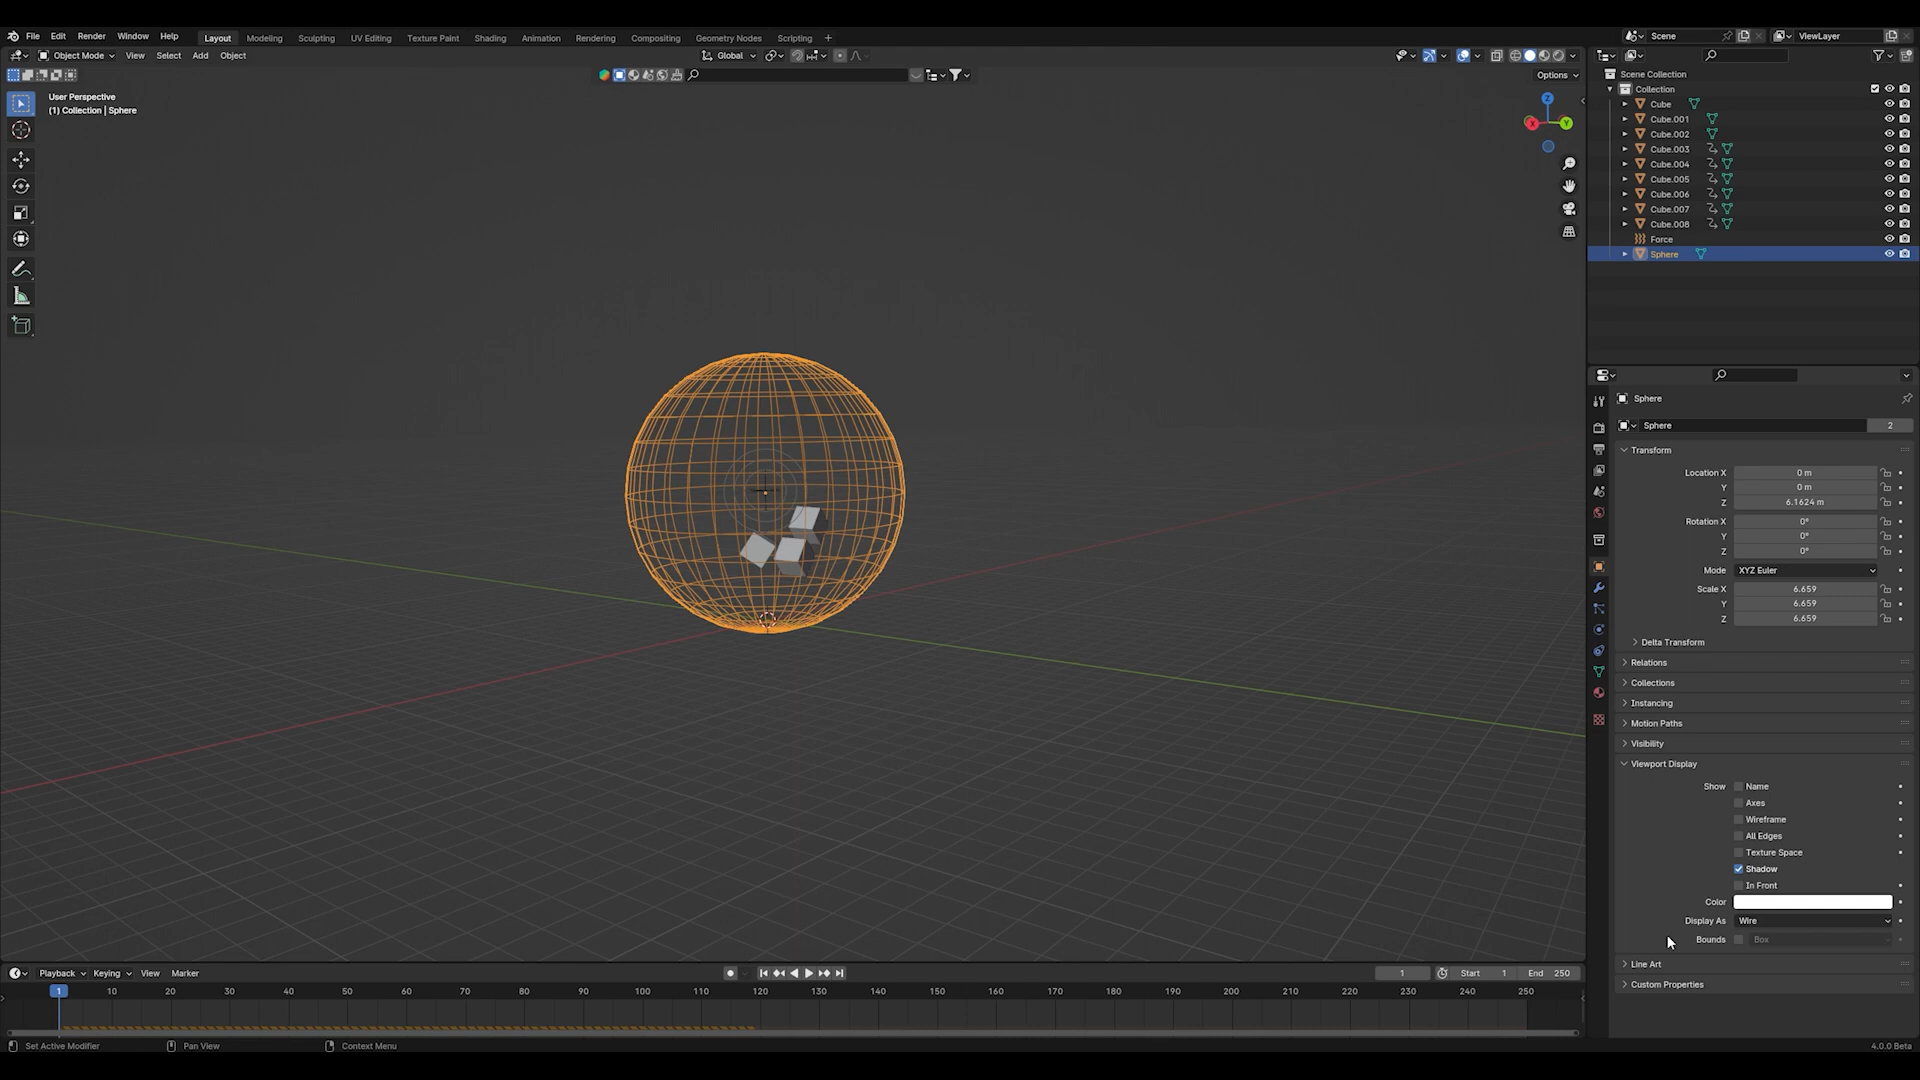 File Edit Render Window Help Layout Modeling Sculpting UV Editing Texture Paint Shading Animation Rendering Compositing Geometry Nodes Scripting + Scene ViewLayer
Object Mode View Select Add Object Global
Options
User Perspective
(1) Collection | Sphere
Z
X
Y
Scene Collection
Collection
Cube
Cube.001
Cube.002
Cube.003
Cube.004
Cube.005
Cube.006
Cube.007
Cube.008
Force
Sphere
Sphere
Sphere 2
Transform
Location X 0 m
Y 0 m
Z 6.1624 m
Rotation X 0°
Y 0°
Z 0°
Mode XYZ Euler
Scale X 6.659
Y 6.659
Z 6.659
Delta Transform
Relations
Collections
Instancing
Motion Paths
Visibility
Viewport Display
Show Name
Axes
Wireframe
All Edges
Texture Space
Shadow
In Front
Color
Display As Wire
Bounds Box
Line Art
Custom Properties
Playback Keying View Marker 1 Start 1 End 250
1 10 20 30 40 50 60 70 80 90 100 110 120 130 140 150 160 170 180 190 200 210 220 230 240 250
Set Active Modifier Pan View Context Menu 4.0.0 Beta